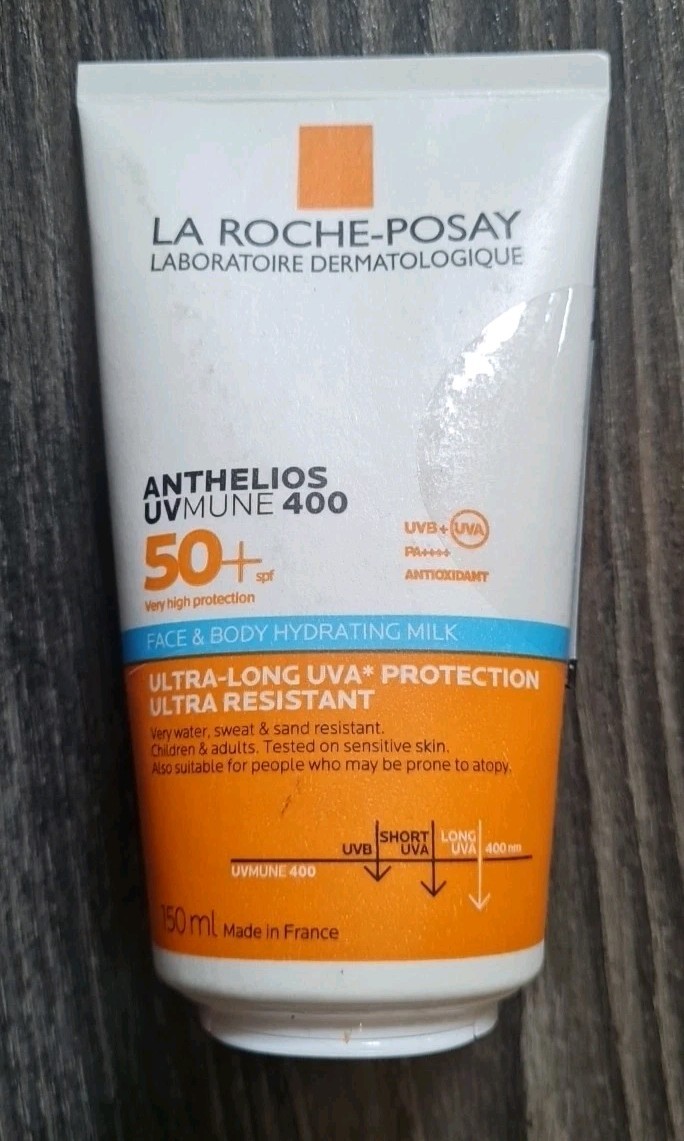 LA ROCHE-POSAY
LABORATOIRE DERMATOLOGIQUE
ANTHELIOS
UVMUNE 400
50+ spf
Very high protection
UVB+UVA
PA++++
ANTIOXIDANT
FACE & BODY HYDRATING MILK
ULTRA-LONG UVA* PROTECTION
ULTRA RESISTANT
Very water, sweat & sand resistant.
Children & adults. Tested on sensitive skin.
Also suitable for people who may be prone to atopy.
UVB SHORT UVA LONG UVA 400 nm
UVMUNE 400
150 ml Made in France